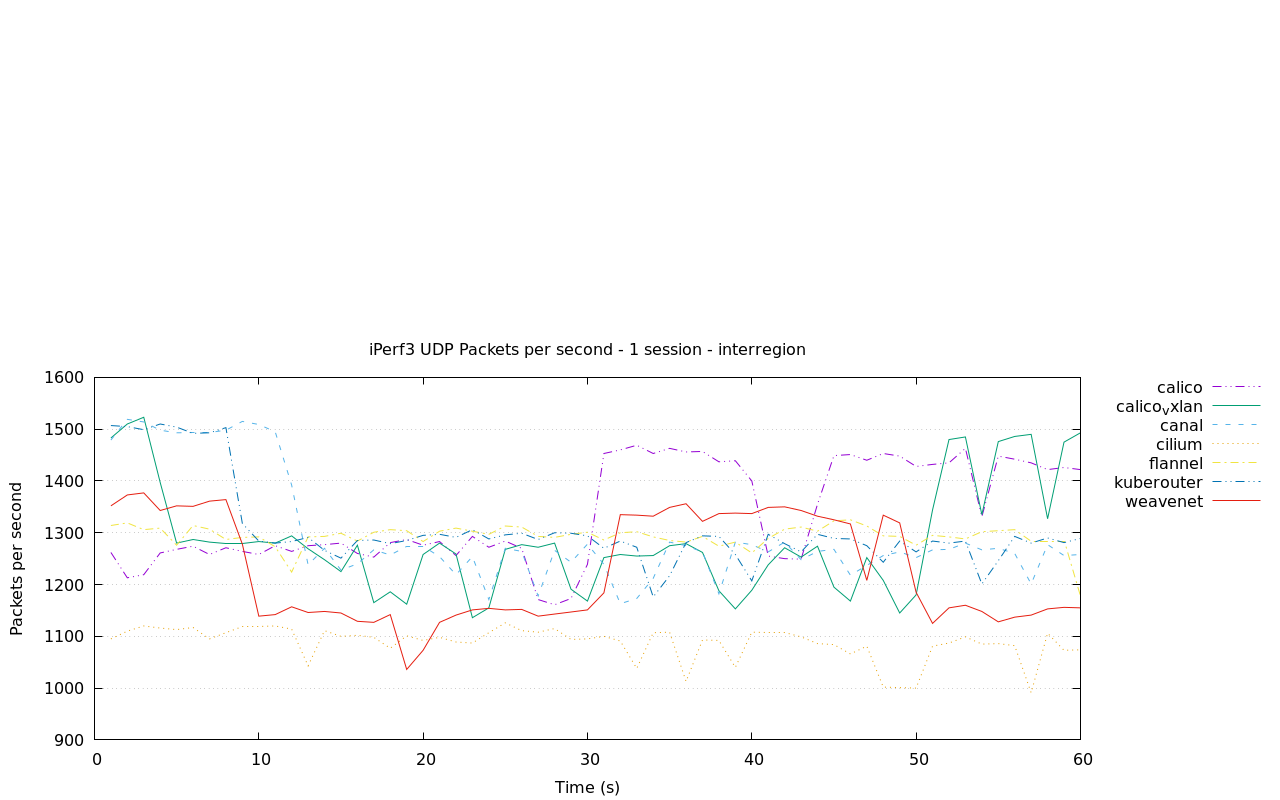 iPerf3 UDP Packets per second - 1 session - interregion
1600
1500
1400
1300
1200
1100
1000
900
Packets per second
0 10 20 30 40 50 60
Time (s)
calico
calicovxlan
canal
cilium
flannel
kuberouter
weavenet